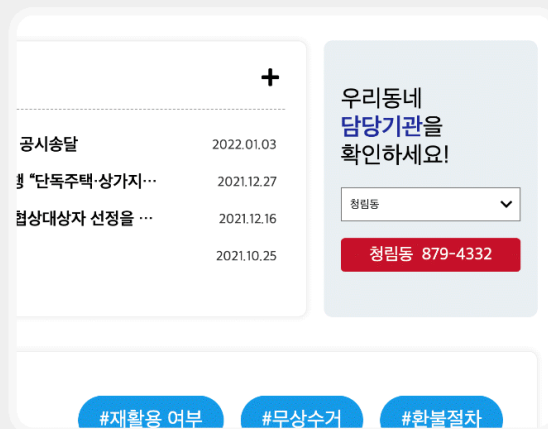 공시송달 2022.01.03
“단독주택·상가지… 2021.12.27
협상대상자 선정을 … 2021.12.16
2021.10.25
우리동네
담당기관을
확인하세요!
청림동
청림동 879-4332
#재활용 여부 #무상수거 #환불절차